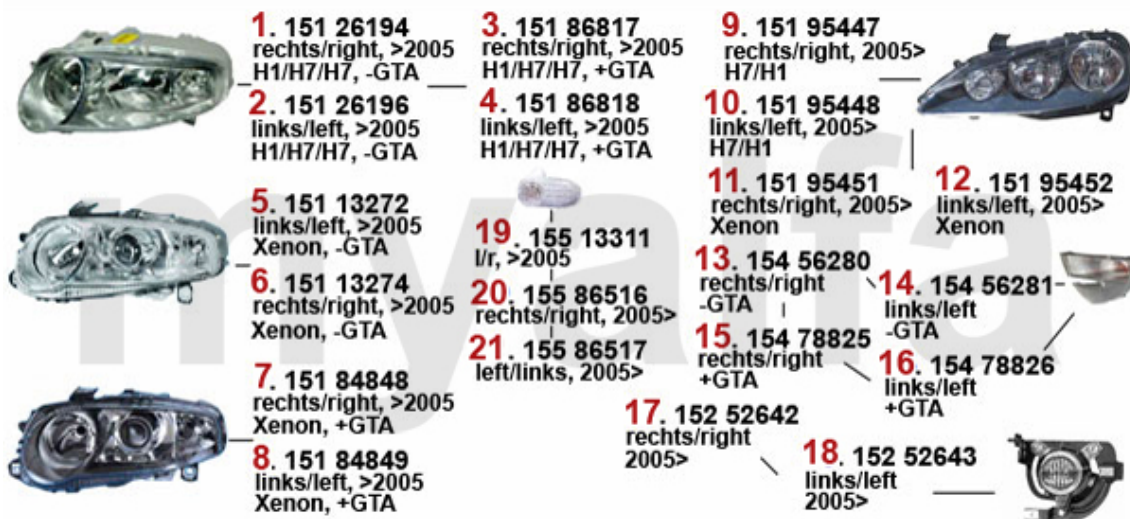 1. 151 26194
rechts/right, >2005
H1/H7/H7, -GTA
2. 151 26196
links/left, >2005
H1/H7/H7, -GTA
3. 151 86817
rechts/right, >2005
H1/H7/H7, +GTA
4. 151 86818
links/left, >2005
H1/H7/H7, +GTA
5. 151 13272
links/left, >2005
Xenon, -GTA
6. 151 13274
rechts/right, >2005
Xenon, -GTA
7. 151 84848
rechts/right, >2005
Xenon, +GTA
8. 151 84849
links/left, >2005
Xenon, +GTA
9. 151 95447
rechts/right, 2005>
H7/H1
10. 151 95448
links/left, 2005>
H7/H1
11. 151 95451
rechts/right, 2005>
Xenon
12. 151 95452
links/left, 2005>
Xenon
13. 154 56280
rechts/right
-GTA
14. 154 56281
links/left
-GTA
15. 154 78825
rechts/right
+GTA
16. 154 78826
links/left
+GTA
17. 152 52642
rechts/right
2005>
18. 152 52643
links/left
2005>
19. 155 13311
l/r, >2005
20. 155 86516
rechts/right, 2005>
21. 155 86517
left/links, 2005>
myalfa